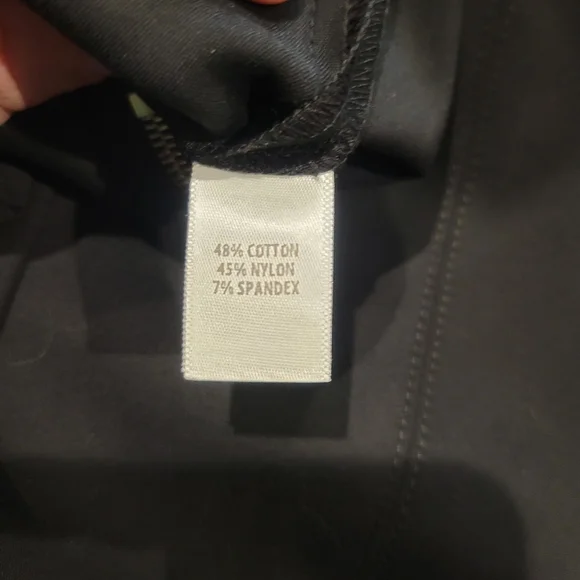 48% COTTON
45% NYLON
7% SPANDEX